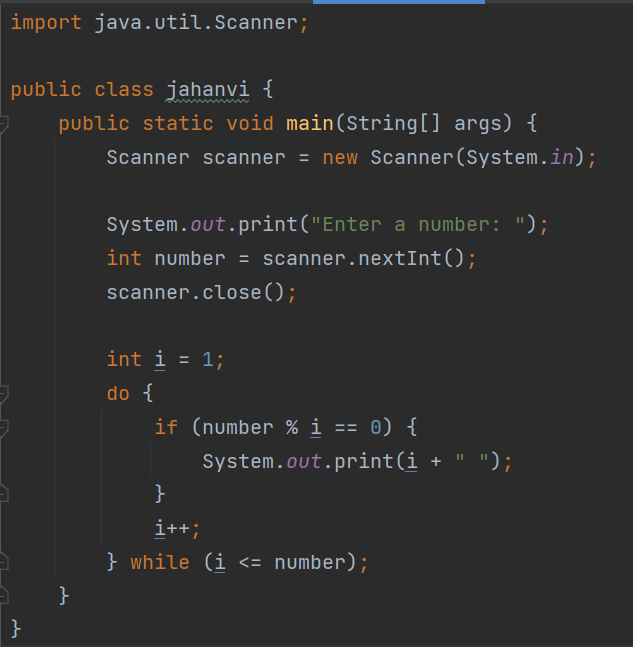 import java.util.Scanner;
public class jahanvi {
public static void main(String[] args) {
Scanner scanner = new Scanner(System.in);
System.out.print("Enter a number: ");
int number = scanner.nextInt();
scanner.close();
int i = 1;
do {
if (number % i == 0) {
System.out.print(i + " ");
}
i++;
} while (i <= number);
}
}